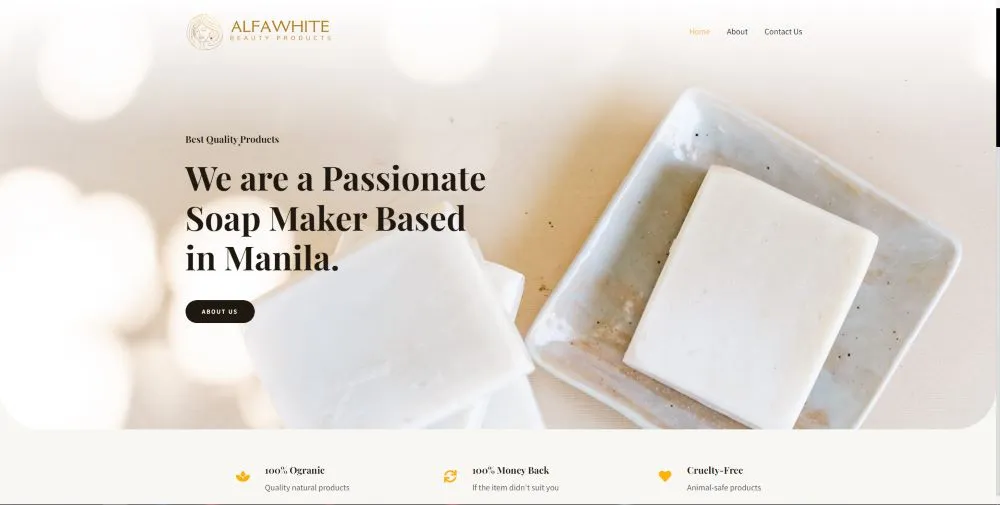 ALFAWHITE
BEAUTY PRODUCTS
Home About Contact Us
Best Quality Products
We are a Passionate
Soap Maker Based
in Manila.
ABOUT US
100% Ogranic
Quality natural products
100% Money Back
If the item didn't suit you
Cruelty-Free
Animal-safe products